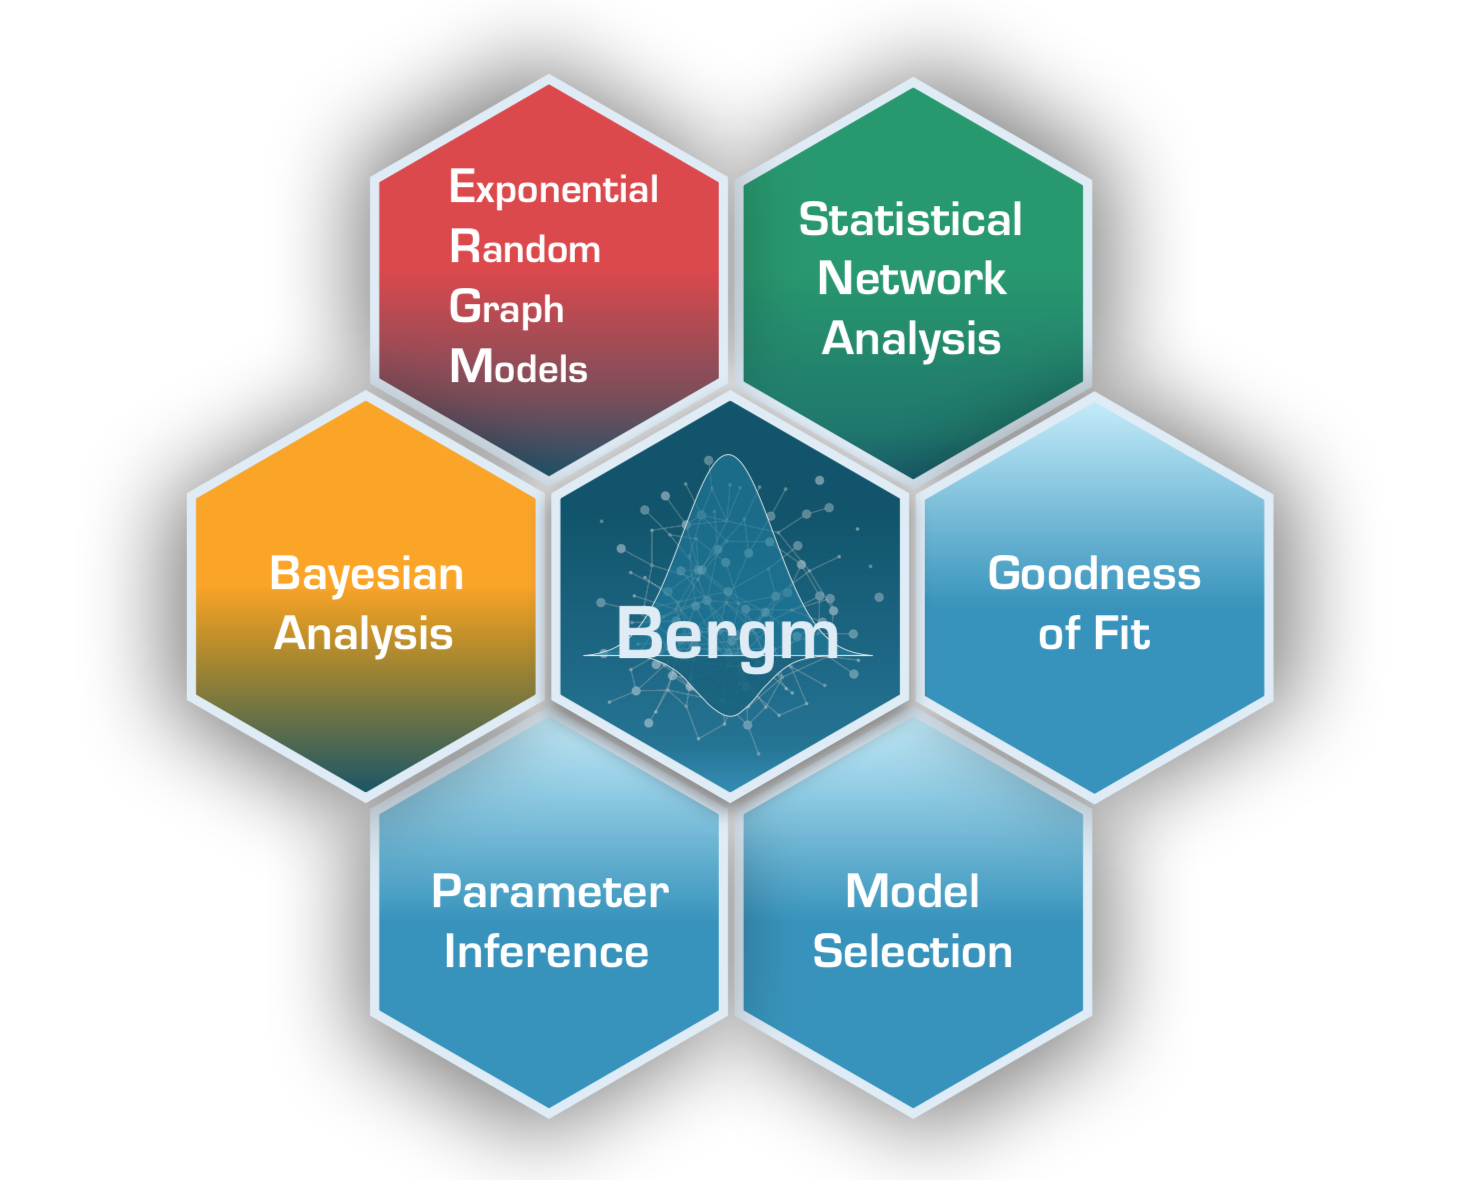 Exponential
Random
Graph
Models
Statistical
Network
Analysis
Bayesian
Analysis
Bergm
Goodness
of Fit
Parameter
Inference
Model
Selection